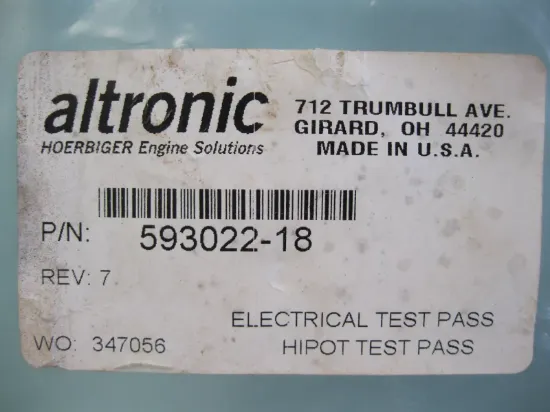 altronic
HOERBIGER Engine Solutions
712 TRUMBULL AVE.
GIRARD, OH 44420
MADE IN U.S.A.
P/N: 593022-18
REV: 7
WO: 347056
ELECTRICAL TEST PASS
HIPOT TEST PASS